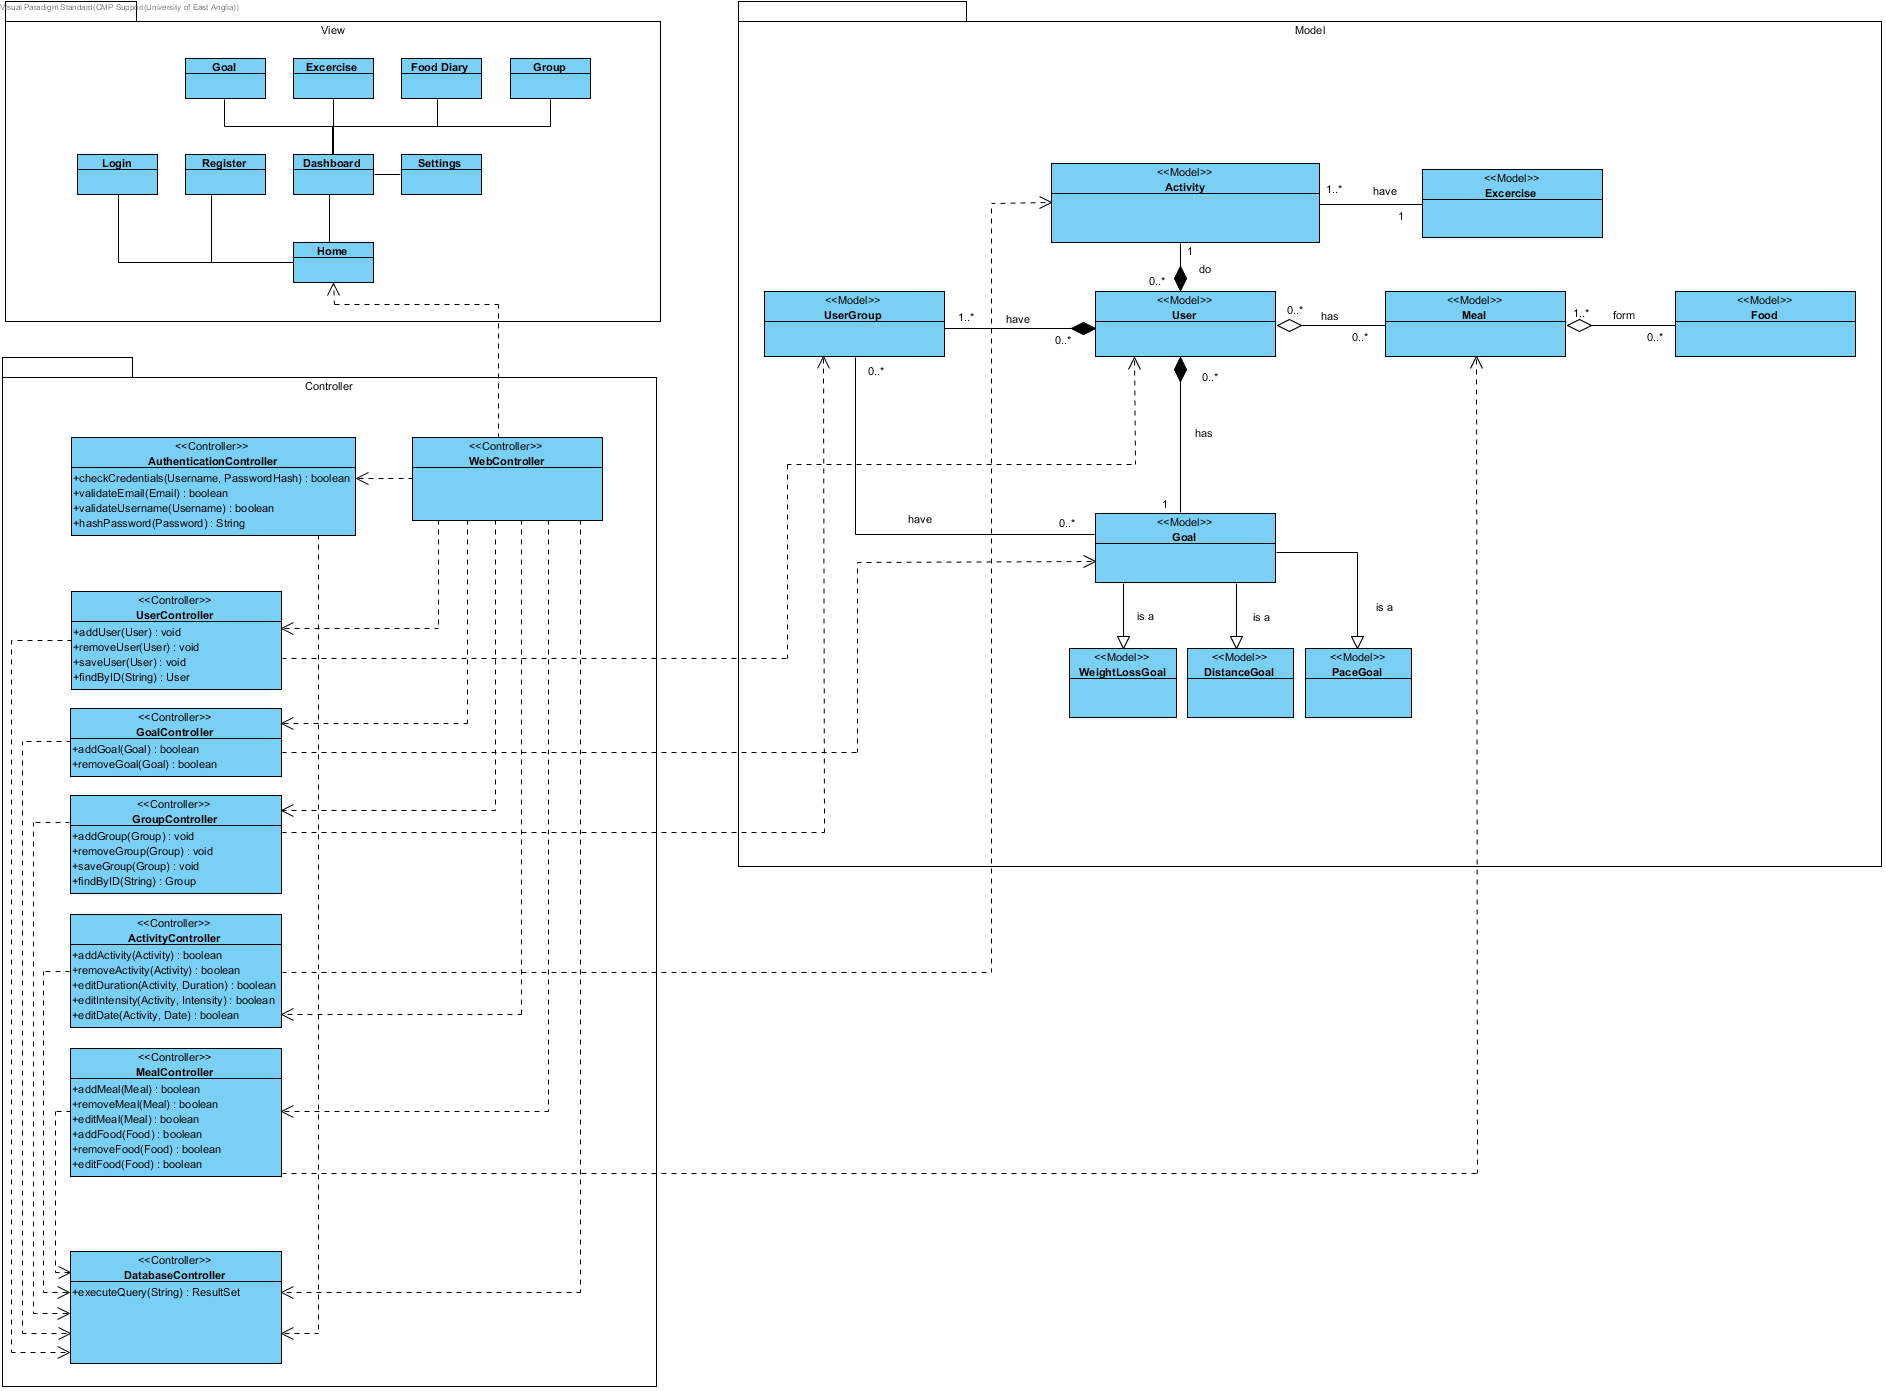 Visual Paradigm Standard(CMP Support(University of East Anglia))
View
Goal
Excercise
Food Diary
Group
Login
Register
Dashboard
Settings
Home
Controller
<<Controller>>
AuthenticationController
+checkCredentials(Username, PasswordHash) : boolean
+validateEmail(Email) : boolean
+validateUsername(Username) : boolean
+hashPassword(Password) : String
<<Controller>>
WebController
<<Controller>>
UserController
+addUser(User) : void
+removeUser(User) : void
+saveUser(User) : void
+findByID(String) : User
<<Controller>>
GoalController
+addGoal(Goal) : boolean
+removeGoal(Goal) : boolean
<<Controller>>
GroupController
+addGroup(Group) : void
+removeGroup(Group) : void
+saveGroup(Group) : void
+findByID(String) : Group
<<Controller>>
ActivityController
+addActivity(Activity) : boolean
+removeActivity(Activity) : boolean
+editDuration(Activity, Duration) : boolean
+editIntensity(Activity, Intensity) : boolean
+editDate(Activity, Date) : boolean
<<Controller>>
MealController
+addMeal(Meal) : boolean
+removeMeal(Meal) : boolean
+editMeal(Meal) : boolean
+addFood(Food) : boolean
+removeFood(Food) : boolean
+editFood(Food) : boolean
<<Controller>>
DatabaseController
+executeQuery(String) : ResultSet
Model
<<Model>>
Activity
1..*
have
1
<<Model>>
Excercise
1
do
0..*
<<Model>>
UserGroup
1..*
have
0..*
<<Model>>
User
0..*
has
0..*
<<Model>>
Meal
1..*
form
0..*
<<Model>>
Food
0..*
0..*
has
1
have
0..*
<<Model>>
Goal
is a
is a
is a
<<Model>>
WeightLossGoal
<<Model>>
DistanceGoal
<<Model>>
PaceGoal